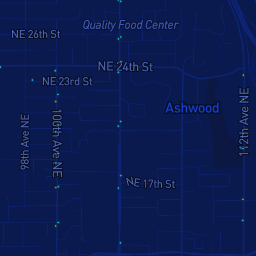 Quality Food Center
NE 26th St
NE 24th St
NE 23rd St
Ashwood
98th Ave NE
100th Ave NE
112th Ave NE
NE 17th St